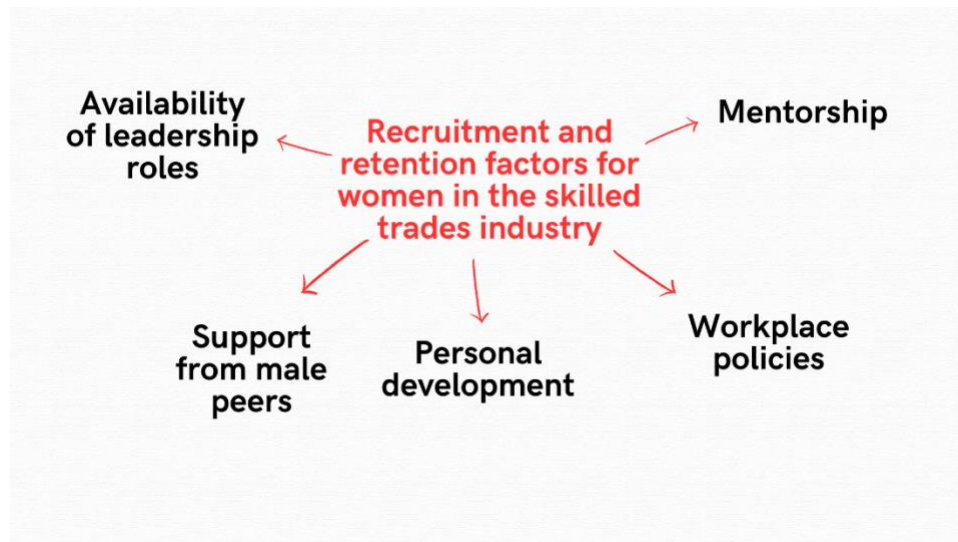 Availability
of leadership
roles
Recruitment and
retention factors for
women in the skilled
trades industry
Mentorship
Support
from male
peers
Personal
development
Workplace
policies